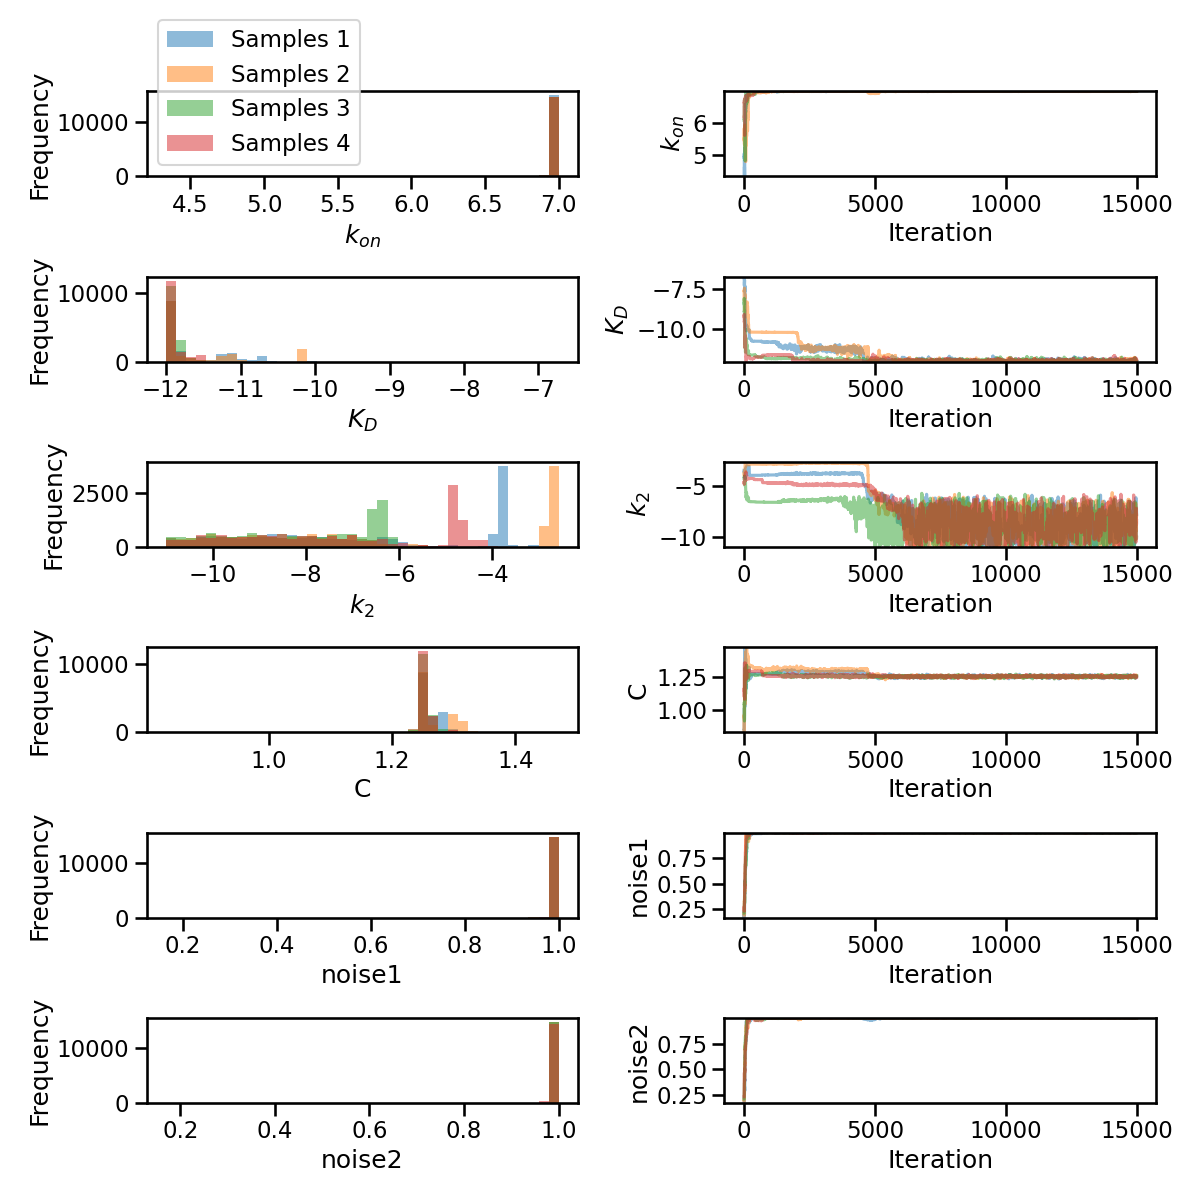 Samples 1
Samples 2
Samples 3
Samples 4
Frequency
10000
0
4.5 5.0 5.5 6.0 6.5 7.0
k_on
k_on
6
5
0 5000 10000 15000
Iteration
Frequency
10000
0
−12 −11 −10 −9 −8 −7
K_D
K_D
−7.5
−10.0
0 5000 10000 15000
Iteration
Frequency
2500
0
−10 −8 −6 −4
k_2
k_2
−5
−10
0 5000 10000 15000
Iteration
Frequency
10000
0
1.0 1.2 1.4
C
C
1.25
1.00
0 5000 10000 15000
Iteration
Frequency
10000
0
0.2 0.4 0.6 0.8 1.0
noise1
noise1
0.75
0.50
0.25
0 5000 10000 15000
Iteration
Frequency
10000
0
0.2 0.4 0.6 0.8 1.0
noise2
noise2
0.75
0.50
0.25
0 5000 10000 15000
Iteration